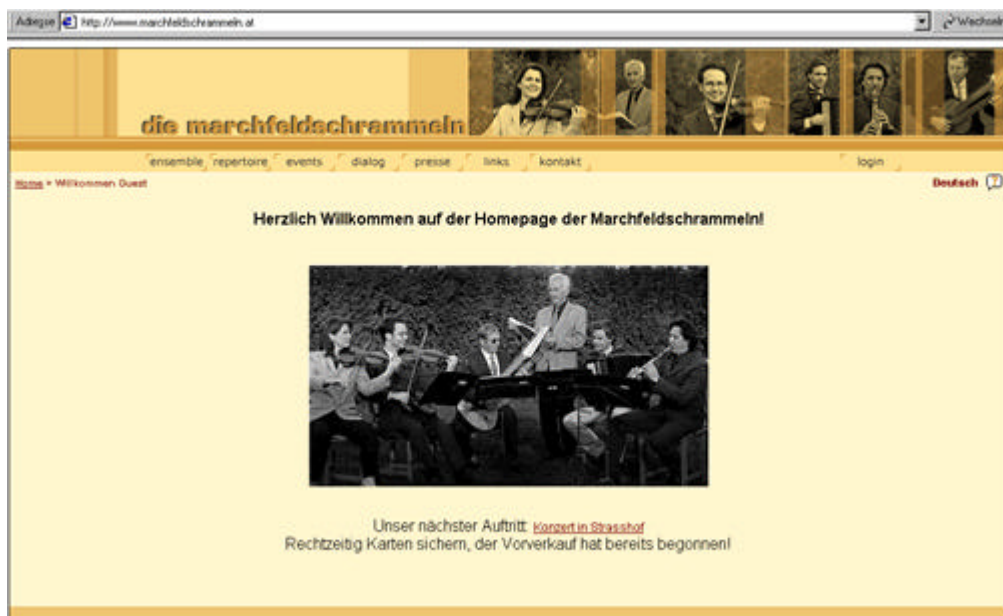 Adresse http://www.marchfeldschrammeln.at Wechseln
die marchfeldschrammeln
ensemble repertoire events dialog presse links kontakt login
Home » Willkommen Guest Deutsch
Herzlich Willkommen auf der Homepage der Marchfeldschrammeln!
Unser nächster Auftritt: Konzert in Strasshof
Rechtzeitig Karten sichern, der Vorverkauf hat bereits begonnen!